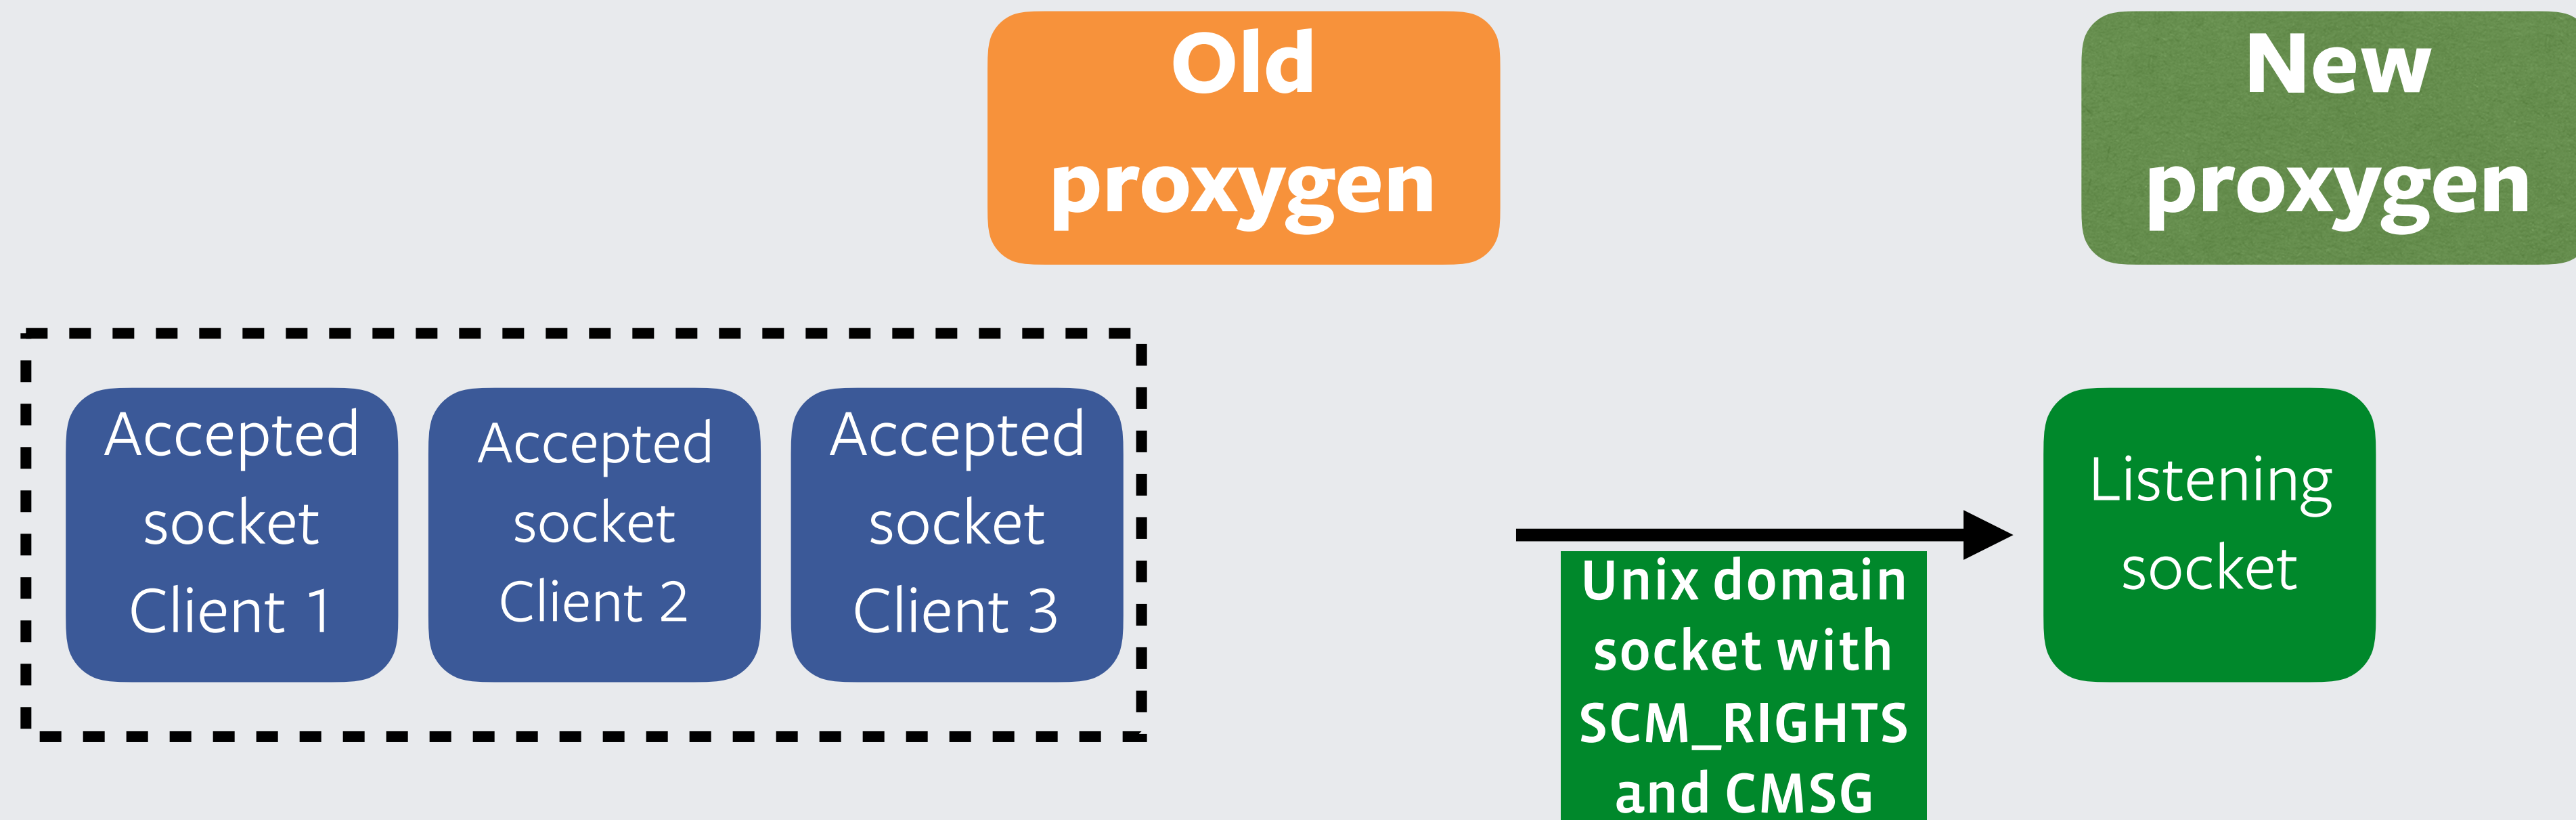 Old
proxygen
New
proxygen
Accepted
socket
Client 1
Accepted
socket
Client 2
Accepted
socket
Client 3
Unix domain
socket with
SCM_RIGHTS
and CMSG
Listening
socket